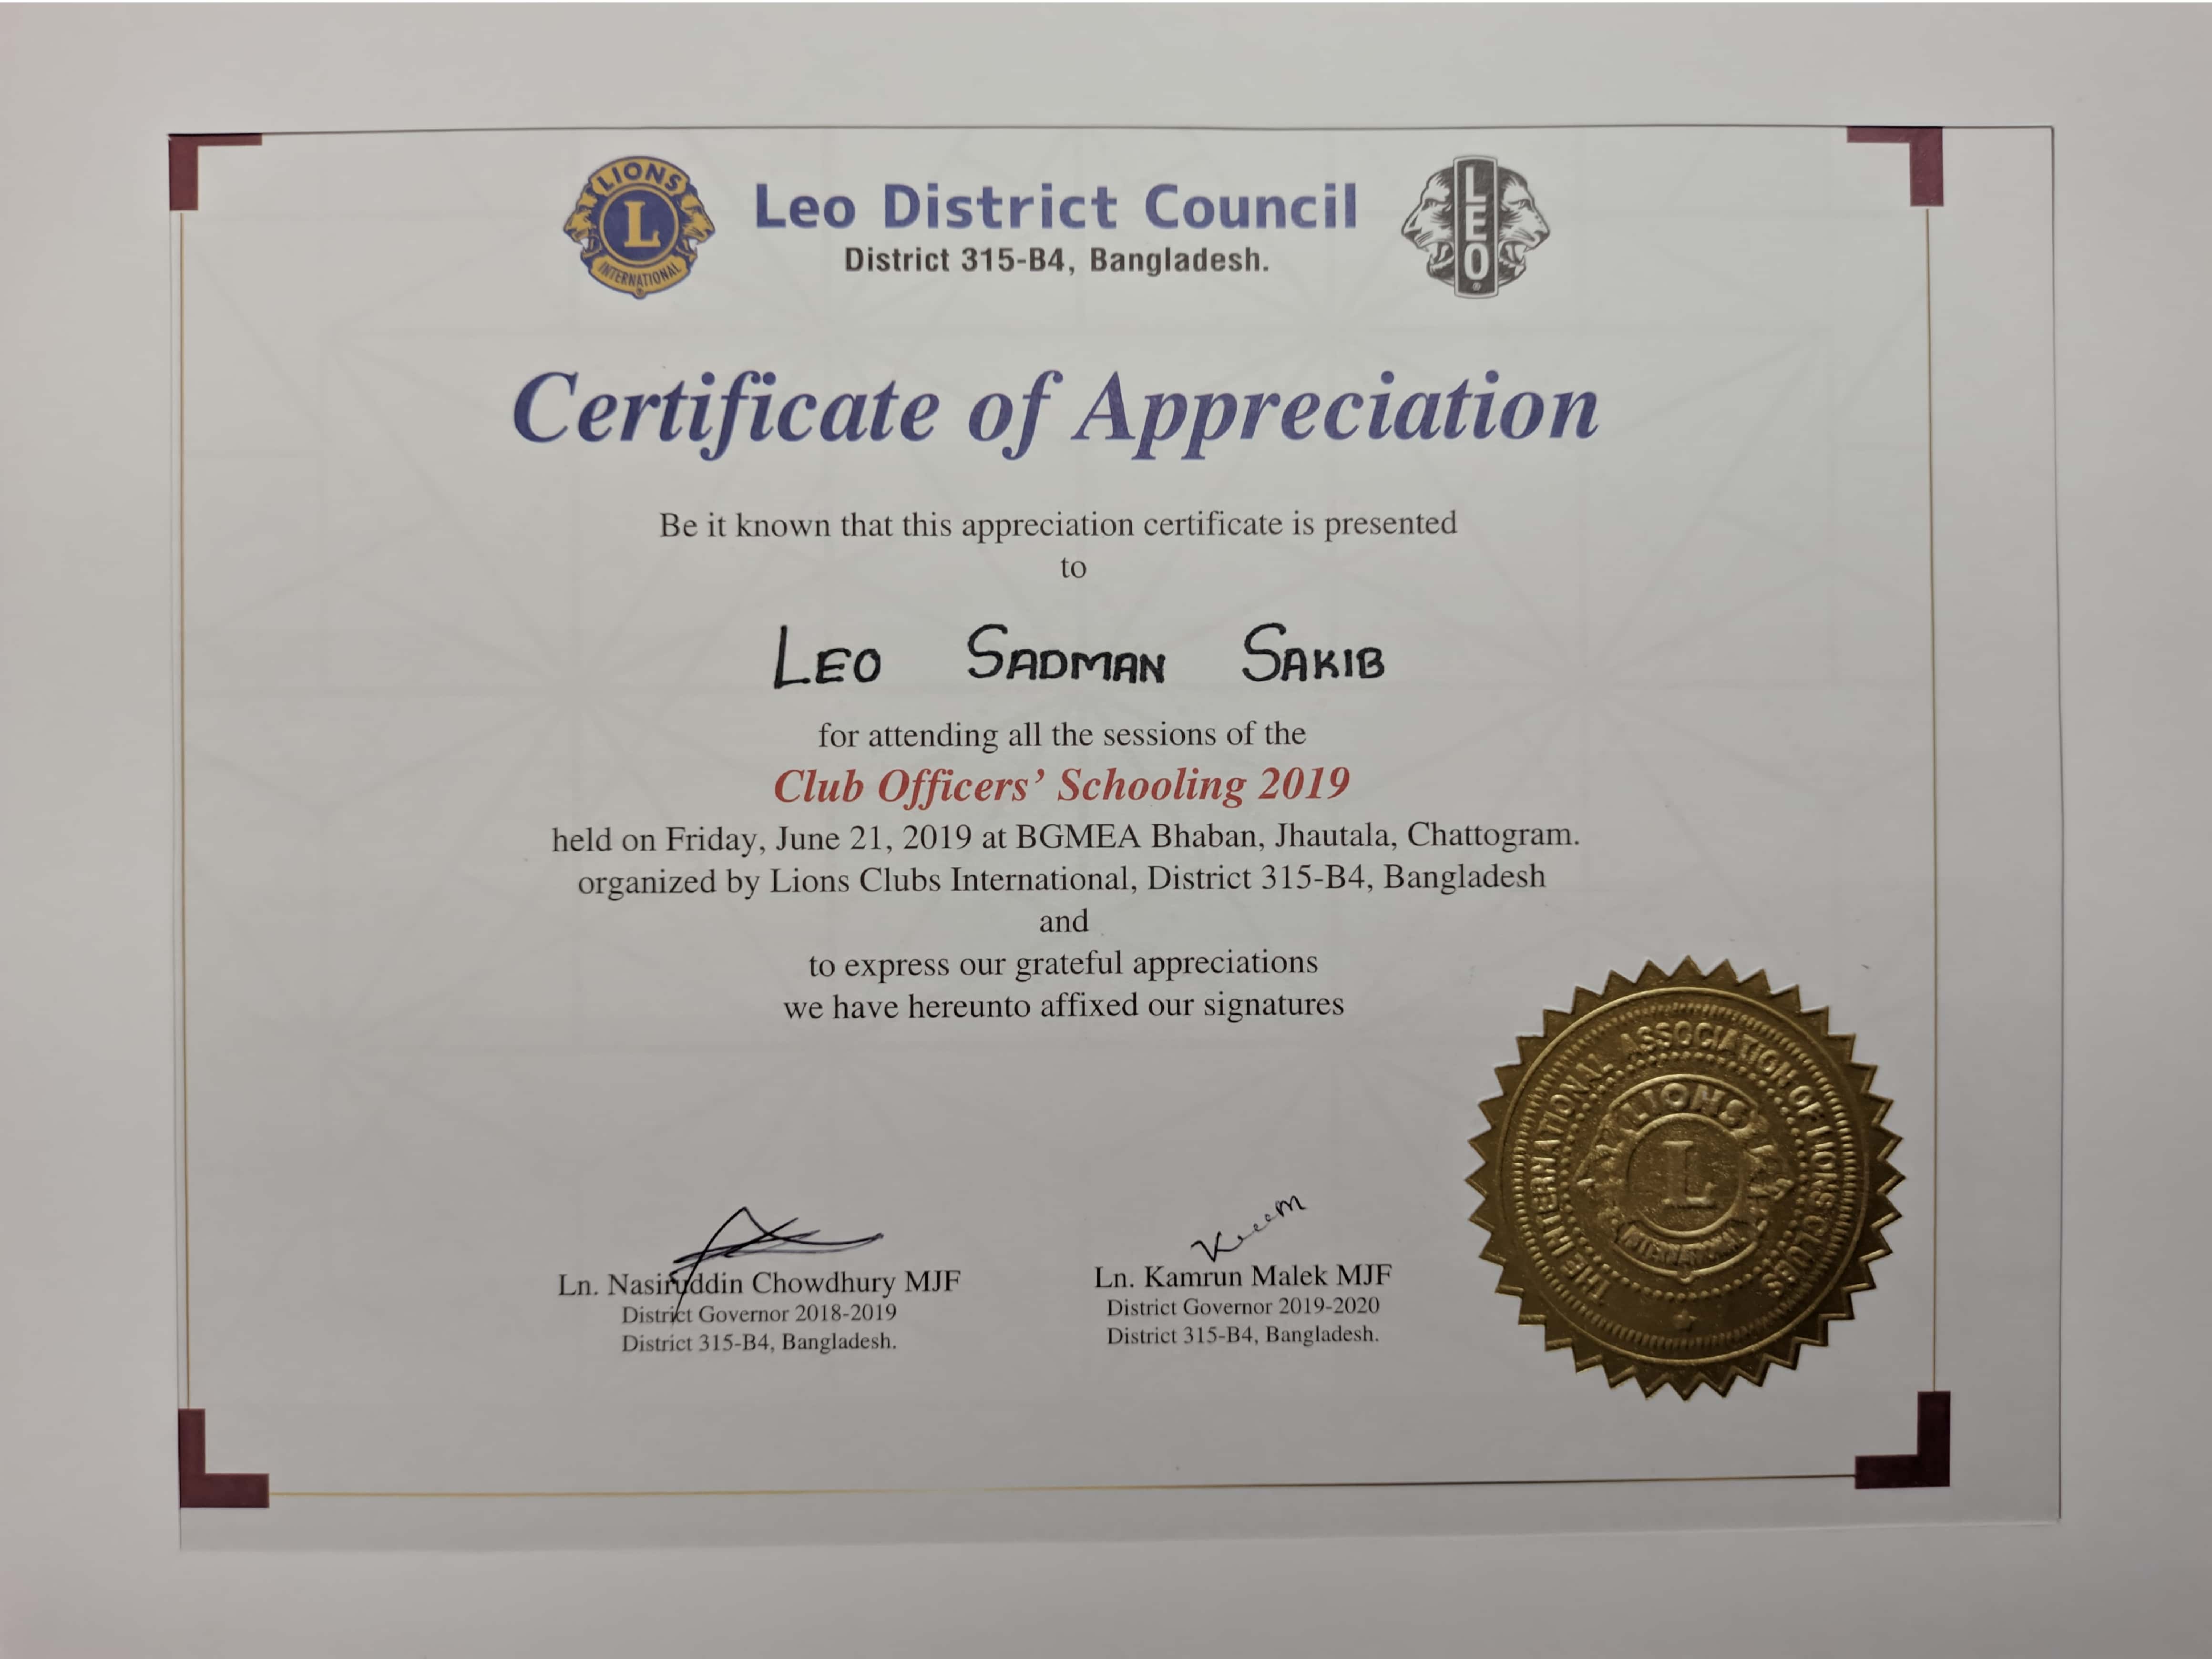 LIONS
L
INTERNATIONAL
Leo District Council
District 315-B4, Bangladesh.
LEO
®
Certificate of Appreciation
Be it known that this appreciation certificate is presented
to
LEO SADMAN SAKIB
for attending all the sessions of the
Club Officers’ Schooling 2019
held on Friday, June 21, 2019 at BGMEA Bhaban, Jhautala, Chattogram.
organized by Lions Clubs International, District 315-B4, Bangladesh
and
to express our grateful appreciations
we have hereunto affixed our signatures
Ln. Nasiruddin Chowdhury MJF
District Governor 2018-2019
District 315-B4, Bangladesh.
Ln. Kamrun Malek MJF
District Governor 2019-2020
District 315-B4, Bangladesh.
THE INTERNATIONAL ASSOCIATION OF LIONS CLUBS
LIONS
L
INTERNATIONAL